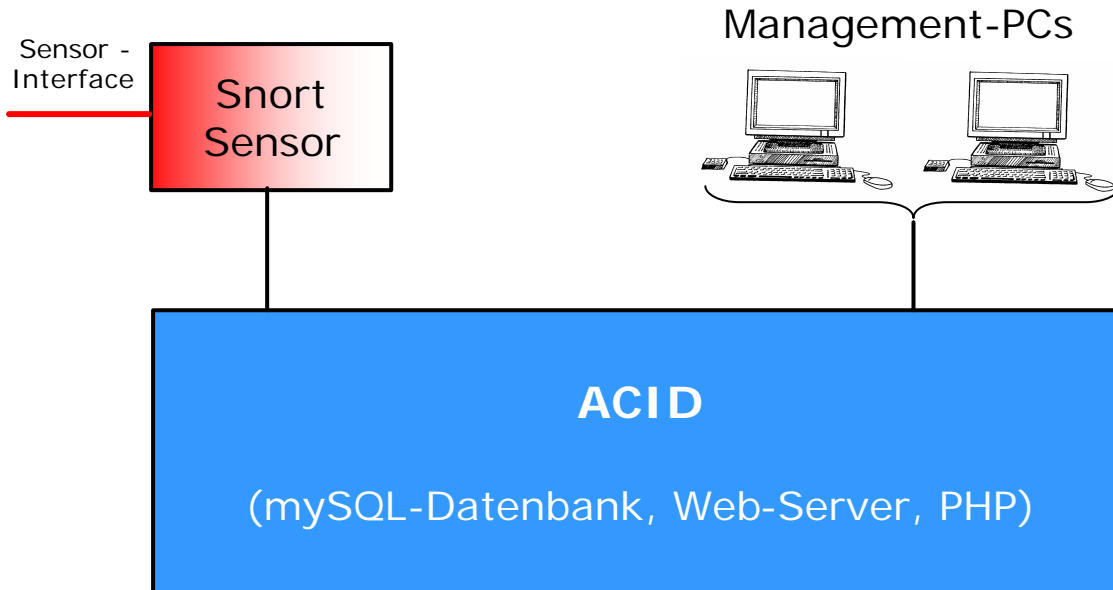 Management-PCs
Sensor -
Interface
Snort
Sensor
ACID
(mySQL-Datenbank, Web-Server, PHP)